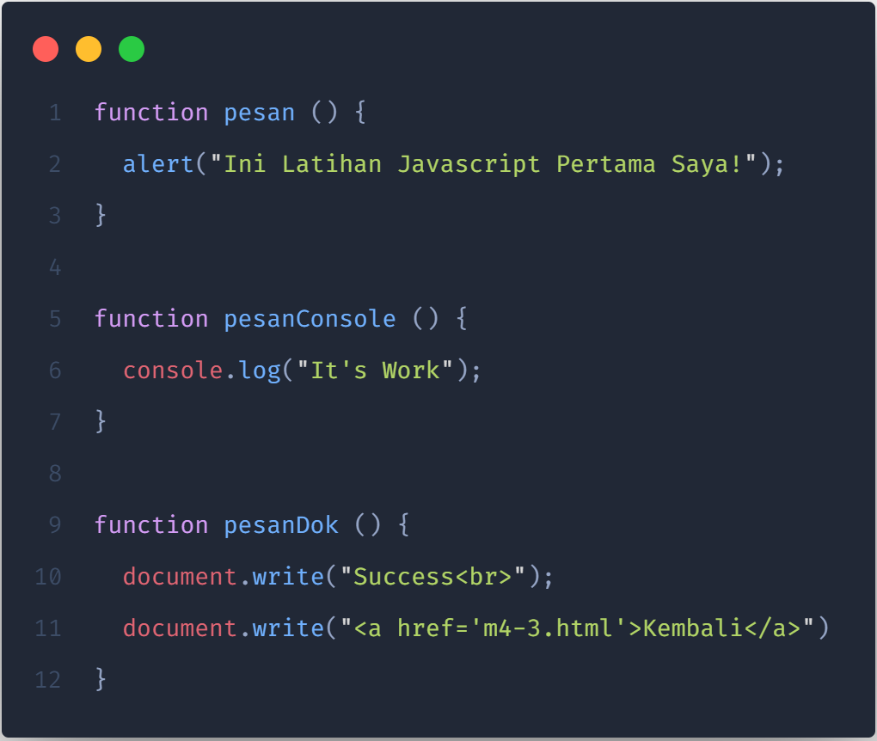 1 function pesan () {
2   alert("Ini Latihan Javascript Pertama Saya!");
3 }
4
5 function pesanConsole () {
6   console.log("It's Work");
7 }
8
9 function pesanDok () {
10   document.write("Success<br>");
11   document.write("<a href='m4-3.html'>Kembali</a>")
12 }